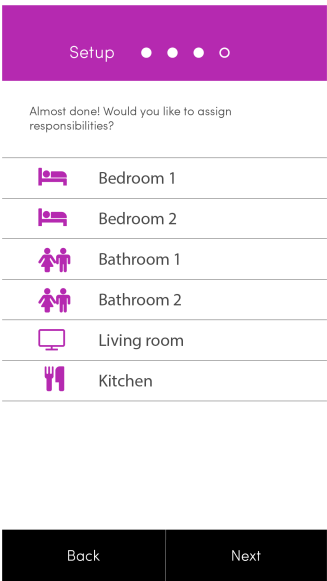 Setup
Almost done! Would you like to assign
responsibilities?
Bedroom 1
Bedroom 2
Bathroom 1
Bathroom 2
Living room
Kitchen
Back Next